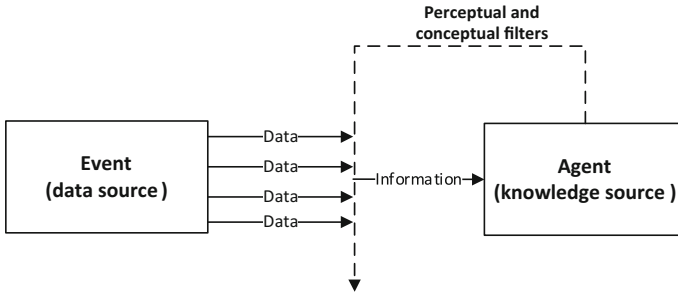 Perceptual and
conceptual filters
Event
(data source )
Data
Data
Data
Data
Information
Agent
(knowledge source )